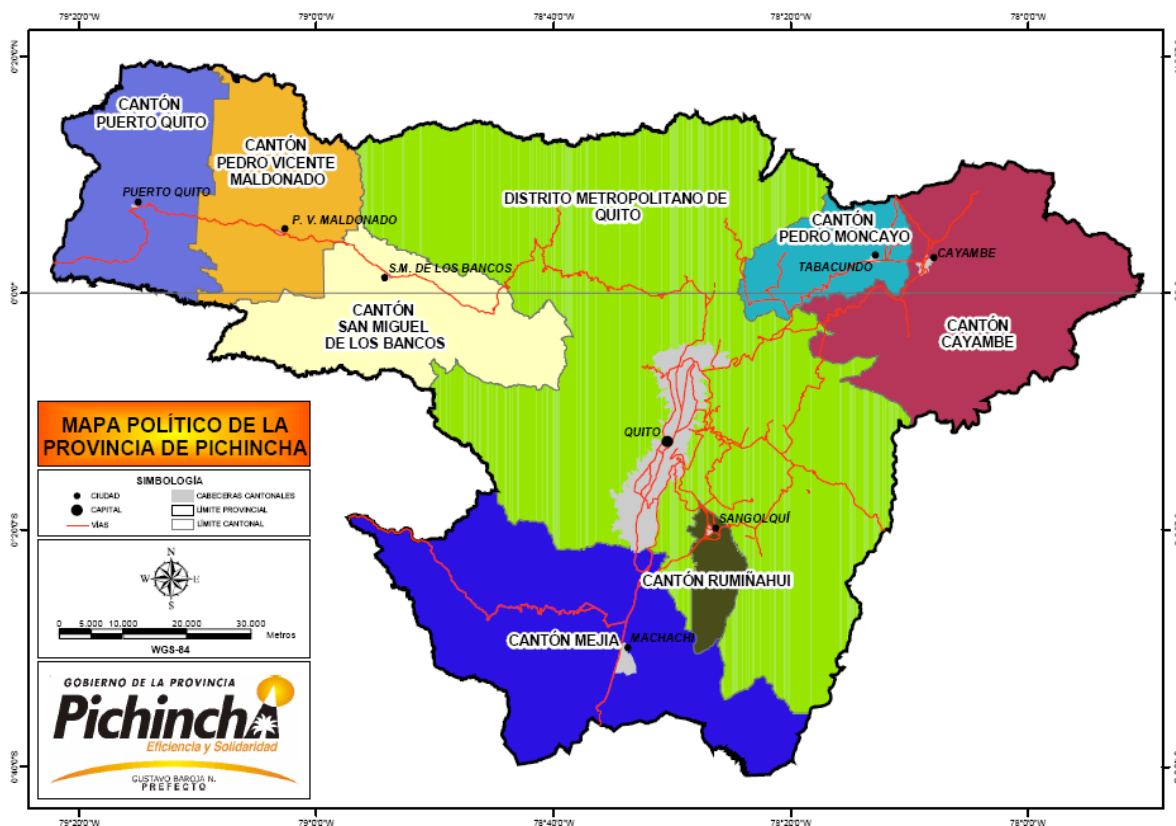 79°20'0"W
79°0'0"W
78°40'0"W
78°20'0"W
78°0'0"W
0°20'0"N
CANTÓN
PUERTO QUITO
CANTÓN
PEDRO VICENTE
MALDONADO
PUERTO QUITO
P. V. MALDONADO
DISTRITO METROPOLITANO DE
QUITO
CANTÓN
PEDRO MONCAYO
TABACUNDO
CAYAMBE
S.M. DE LOS BANCOS
0°0'0"
CANTÓN
SAN MIGUEL
DE LOS BANCOS
CANTÓN
CAYAMBE
QUITO
SANGOLQUÍ
CANTÓN RUMIÑAHUI
CANTÓN MEJIA
MACHACHI
MAPA POLÍTICO DE LA
PROVINCIA DE PICHINCHA
SIMBOLOGÍA
CIUDAD
CAPITAL
VÍAS
CABECERAS CANTONALES
LÍMITE PROVINCIAL
LÍMITE CANTONAL
0°20'0"S
N
W
E
S
0 5.000 10.000 20.000 30.000
Metros
WGS-84
GOBIERNO DE LA PROVINCIA
Pichincha
Eficiencia y Solidaridad
GUSTAVO BAROJA N.
PREFECTO
0°40'0"S
79°20'0"W
79°0'0"W
78°40'0"W
78°20'0"W
78°0'0"W